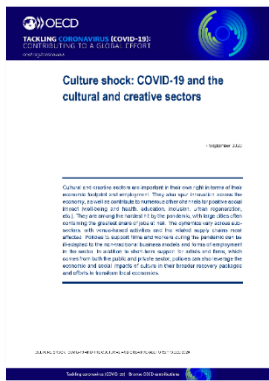 OECD
TACKLING CORONAVIRUS (COVID-19):
CONTRIBUTING TO A GLOBAL EFFORT
Culture shock: COVID-19 and the
cultural and creative sectors
7 September 2020
Cultural and creative sectors are important in their own right in terms of their
economic footprint and employment. They also spur innovation across the
economy, as well as contribute to numerous other channels for positive social
impact (well-being and health, education, inclusion, urban regeneration,
etc.). They are among the hardest hit by the pandemic, with large cities often
containing the greatest share of jobs at risk. The dynamics vary across sub-
sectors, with venue-based activities and the related supply chains most
affected. Policies to support firms and workers during the pandemic can be
ill-adapted to the non-traditional business models and forms of employment
in the sector. In addition to short-term support for artists and firms, which
comes from both the public and private sector, policies can also leverage the
economic and social impacts of culture in their broader recovery packages
and efforts to transform local economies.
Tackling coronavirus (COVID-19) - Browse OECD contributions